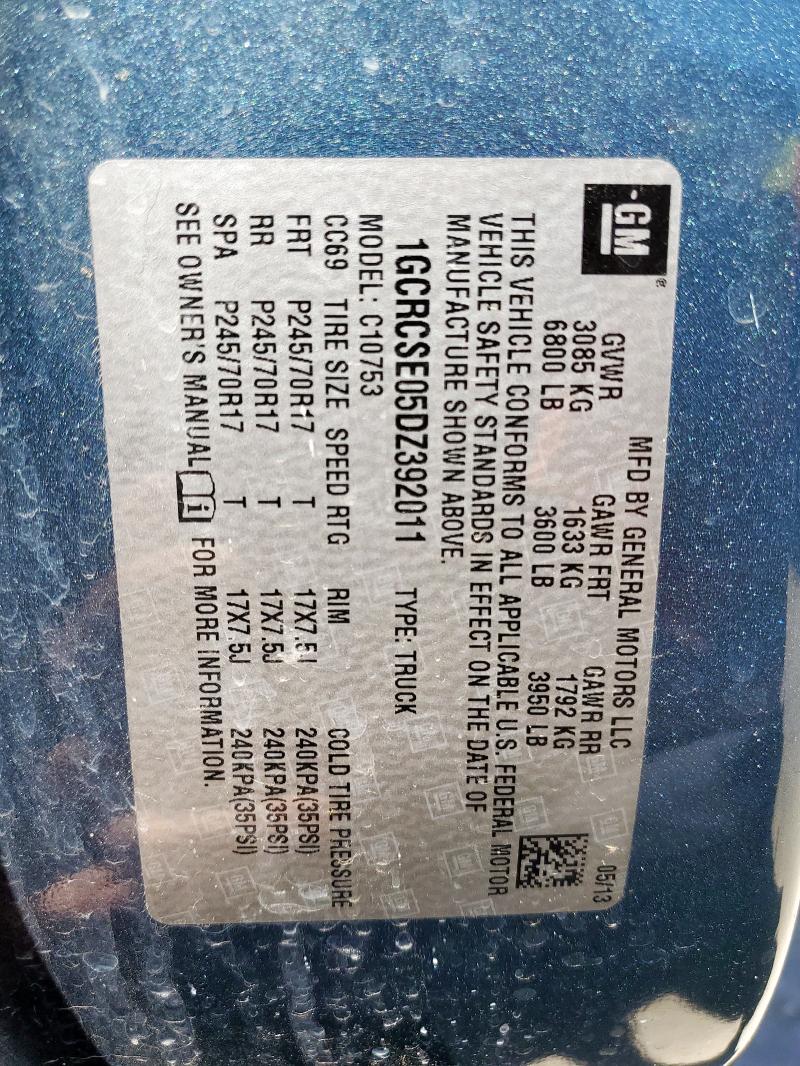 GM
MFD BY GENERAL MOTORS LLC 05/13
GVWR GAWR FRT GAWR RR
3085 KG 1633 KG 1792 KG
6800 LB 3600 LB 3950 LB
THIS VEHICLE CONFORMS TO ALL APPLICABLE U.S. FEDERAL MOTOR
VEHICLE SAFETY STANDARDS IN EFFECT ON THE DATE OF
MANUFACTURE SHOWN ABOVE.
1GCRCSE05DZ392011 TYPE: TRUCK
MODEL: C10753
CC69 TIRE SIZE SPEED RTG RIM COLD TIRE PRESSURE
FRT P245/70R17 T 17X7.5J 240KPA(35PSI)
RR P245/70R17 T 17X7.5J 240KPA(35PSI)
SPA P245/70R17 T 17X7.5J 240KPA(35PSI)
SEE OWNER'S MANUAL i FOR MORE INFORMATION.